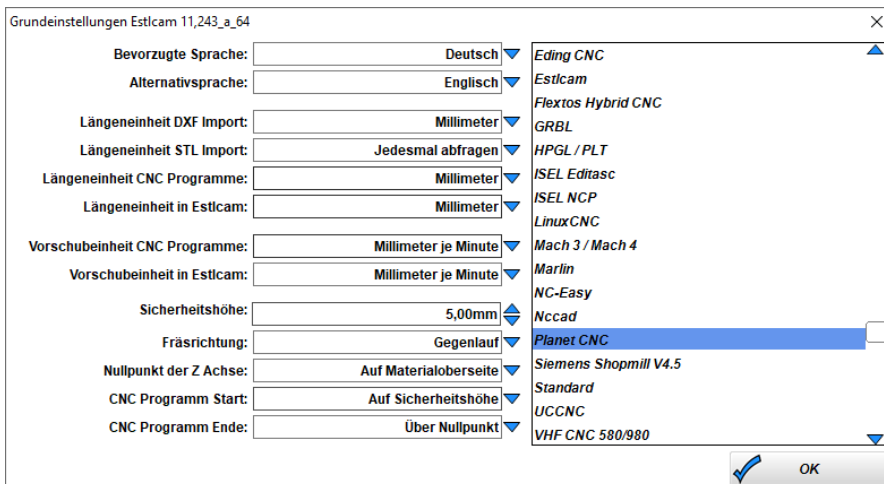 Grundeinstellungen Estlcam 11,243_a_64
Bevorzugte Sprache: Deutsch
Alternativsprache: Englisch
Längeneinheit DXF Import: Millimeter
Längeneinheit STL Import: Jedesmal abfragen
Längeneinheit CNC Programme: Millimeter
Längeneinheit in Estlcam: Millimeter
Vorschubeinheit CNC Programme: Millimeter je Minute
Vorschubeinheit in Estlcam: Millimeter je Minute
Sicherheitshöhe: 5,00mm
Fräsrichtung: Gegenlauf
Nullpunkt der Z Achse: Auf Materialoberseite
CNC Programm Start: Auf Sicherheitshöhe
CNC Programm Ende: Über Nullpunkt
Eding CNC
Estlcam
Flextos Hybrid CNC
GRBL
HPGL / PLT
ISEL Editasc
ISEL NCP
LinuxCNC
Mach 3 / Mach 4
Marlin
NC-Easy
Nccad
Planet CNC
Siemens Shopmill V4.5
Standard
UCCNC
VHF CNC 580/980
OK